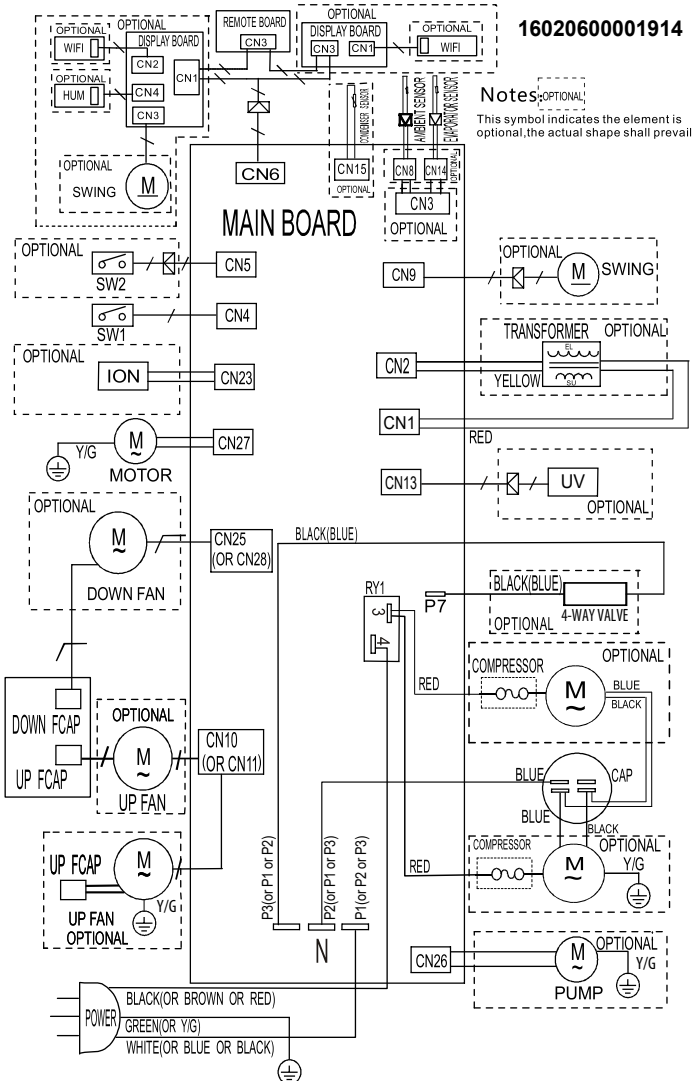 16020600001914
Notes:
OPTIONAL
This symbol indicates the element is
optional,the actual shape shall prevail
OPTIONAL
OPTIONAL
WIFI
DISPLAY BOARD
CN2
CN1
OPTIONAL
HUM
CN4
CN3
OPTIONAL
SWING
M
REMOTE BOARD
CN3
OPTIONAL
DISPLAY BOARD
CN3
CN1
OPTIONAL
WIFI
CN6
CONDENSER SENSOR
CN15
OPTIONAL
AMBIENT SENSOR
EVAPORATOR SENSOR
CN8
CN14
OPTIONAL
CN3
OPTIONAL
MAIN BOARD
OPTIONAL
SW2
CN5
SW1
CN4
OPTIONAL
ION
CN23
M
~
Y/G
MOTOR
CN27
OPTIONAL
M
~
DOWN FAN
CN25
(OR CN28)
DOWN FCAP
UP FCAP
OPTIONAL
M
~
UP FAN
CN10
(OR CN11)
UP FCAP
M
~
Y/G
UP FAN
OPTIONAL
CN9
OPTIONAL
M
SWING
TRANSFORMER
OPTIONAL
EL
SU
CN2
YELLOW
CN1
RED
CN13
UV
OPTIONAL
BLACK(BLUE)
RY1
3
4
P7
BLACK(BLUE)
4-WAY VALVE
OPTIONAL
OPTIONAL
COMPRESSOR
RED
M
~
BLUE
BLACK
BLUE
CAP
BLUE
BLACK
COMPRESSOR
OPTIONAL
RED
M
~
Y/G
P3(or P1 or P2)
P2(or P1 or P3)
P1(or P2 or P3)
N
CN26
M
~
OPTIONAL
Y/G
PUMP
POWER
BLACK(OR BROWN OR RED)
GREEN(OR Y/G)
WHITE(OR BLUE OR BLACK)